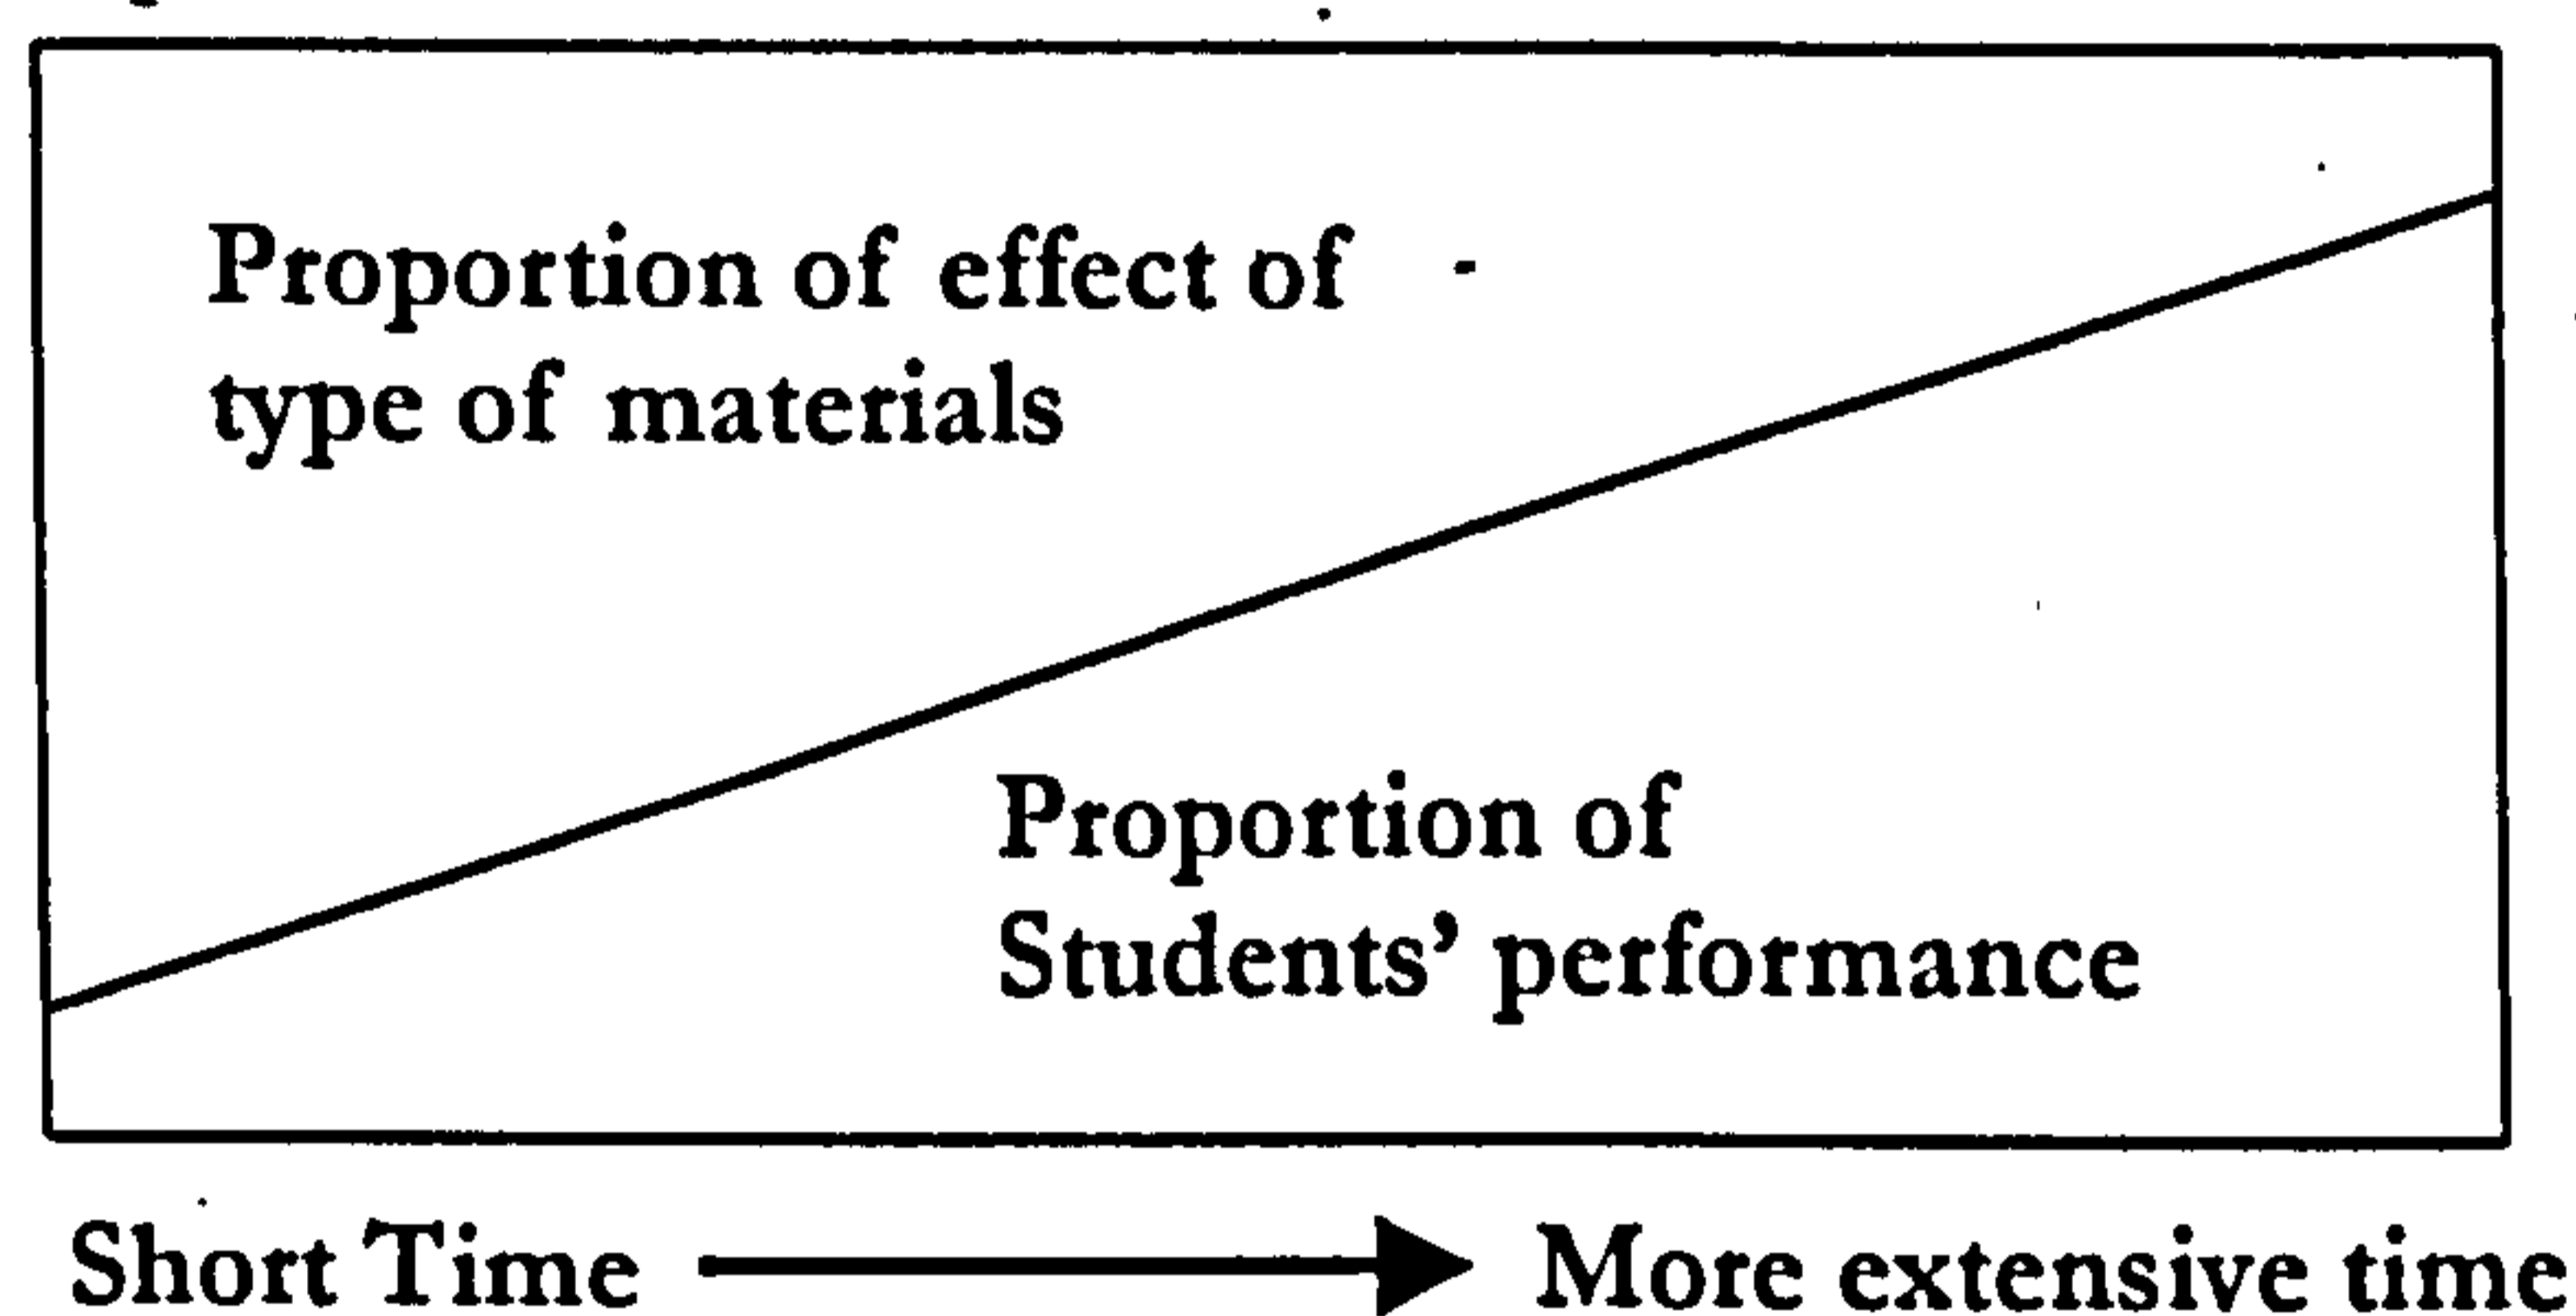 Proportion of effect of
type of materials
Proportion of
Students' performance
Short Time More extensive time